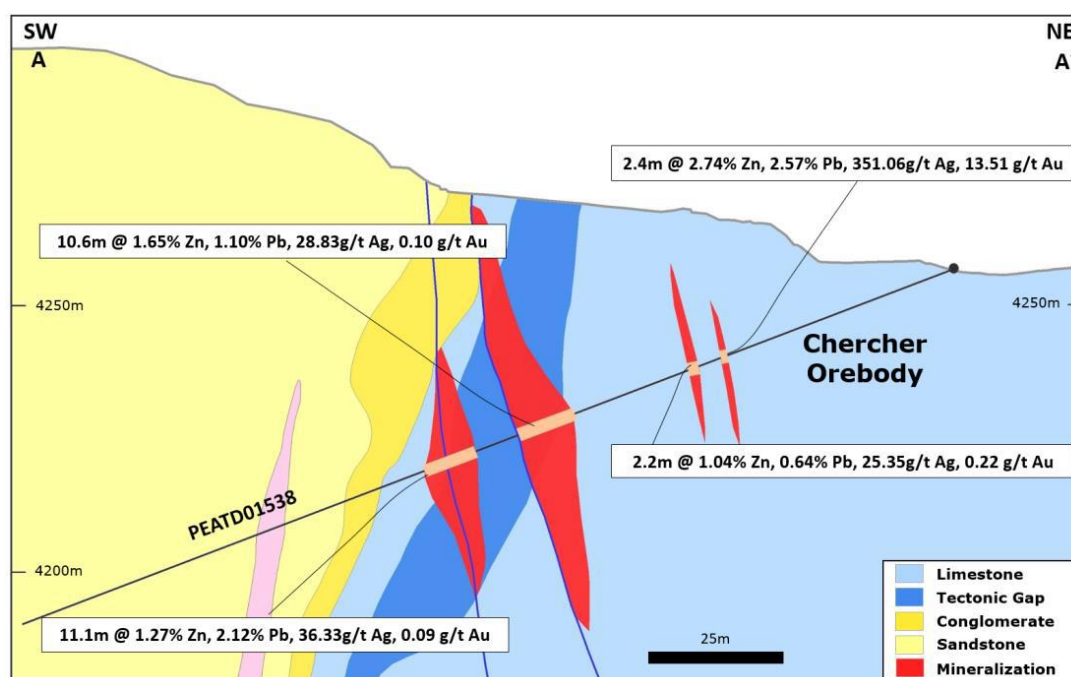 SW
A
NE
A'
2.4m @ 2.74% Zn, 2.57% Pb, 351.06g/t Ag, 13.51 g/t Au
10.6m @ 1.65% Zn, 1.10% Pb, 28.83g/t Ag, 0.10 g/t Au
4250m
4250m
Chercher
Orebody
2.2m @ 1.04% Zn, 0.64% Pb, 25.35g/t Ag, 0.22 g/t Au
PEATD01538
4200m
11.1m @ 1.27% Zn, 2.12% Pb, 36.33g/t Ag, 0.09 g/t Au
25m
Limestone
Tectonic Gap
Conglomerate
Sandstone
Mineralization